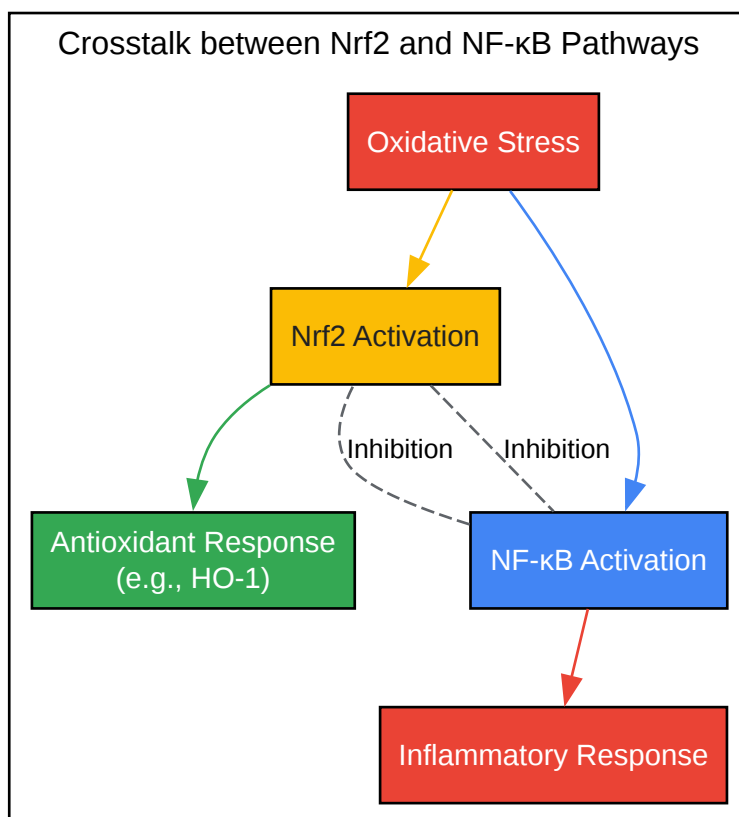 Crosstalk between Nrf2 and NF-κB Pathways
Oxidative Stress
Nrf2 Activation
Inhibition
Inhibition
Antioxidant Response
(e.g., HO-1)
NF-κB Activation
Inflammatory Response